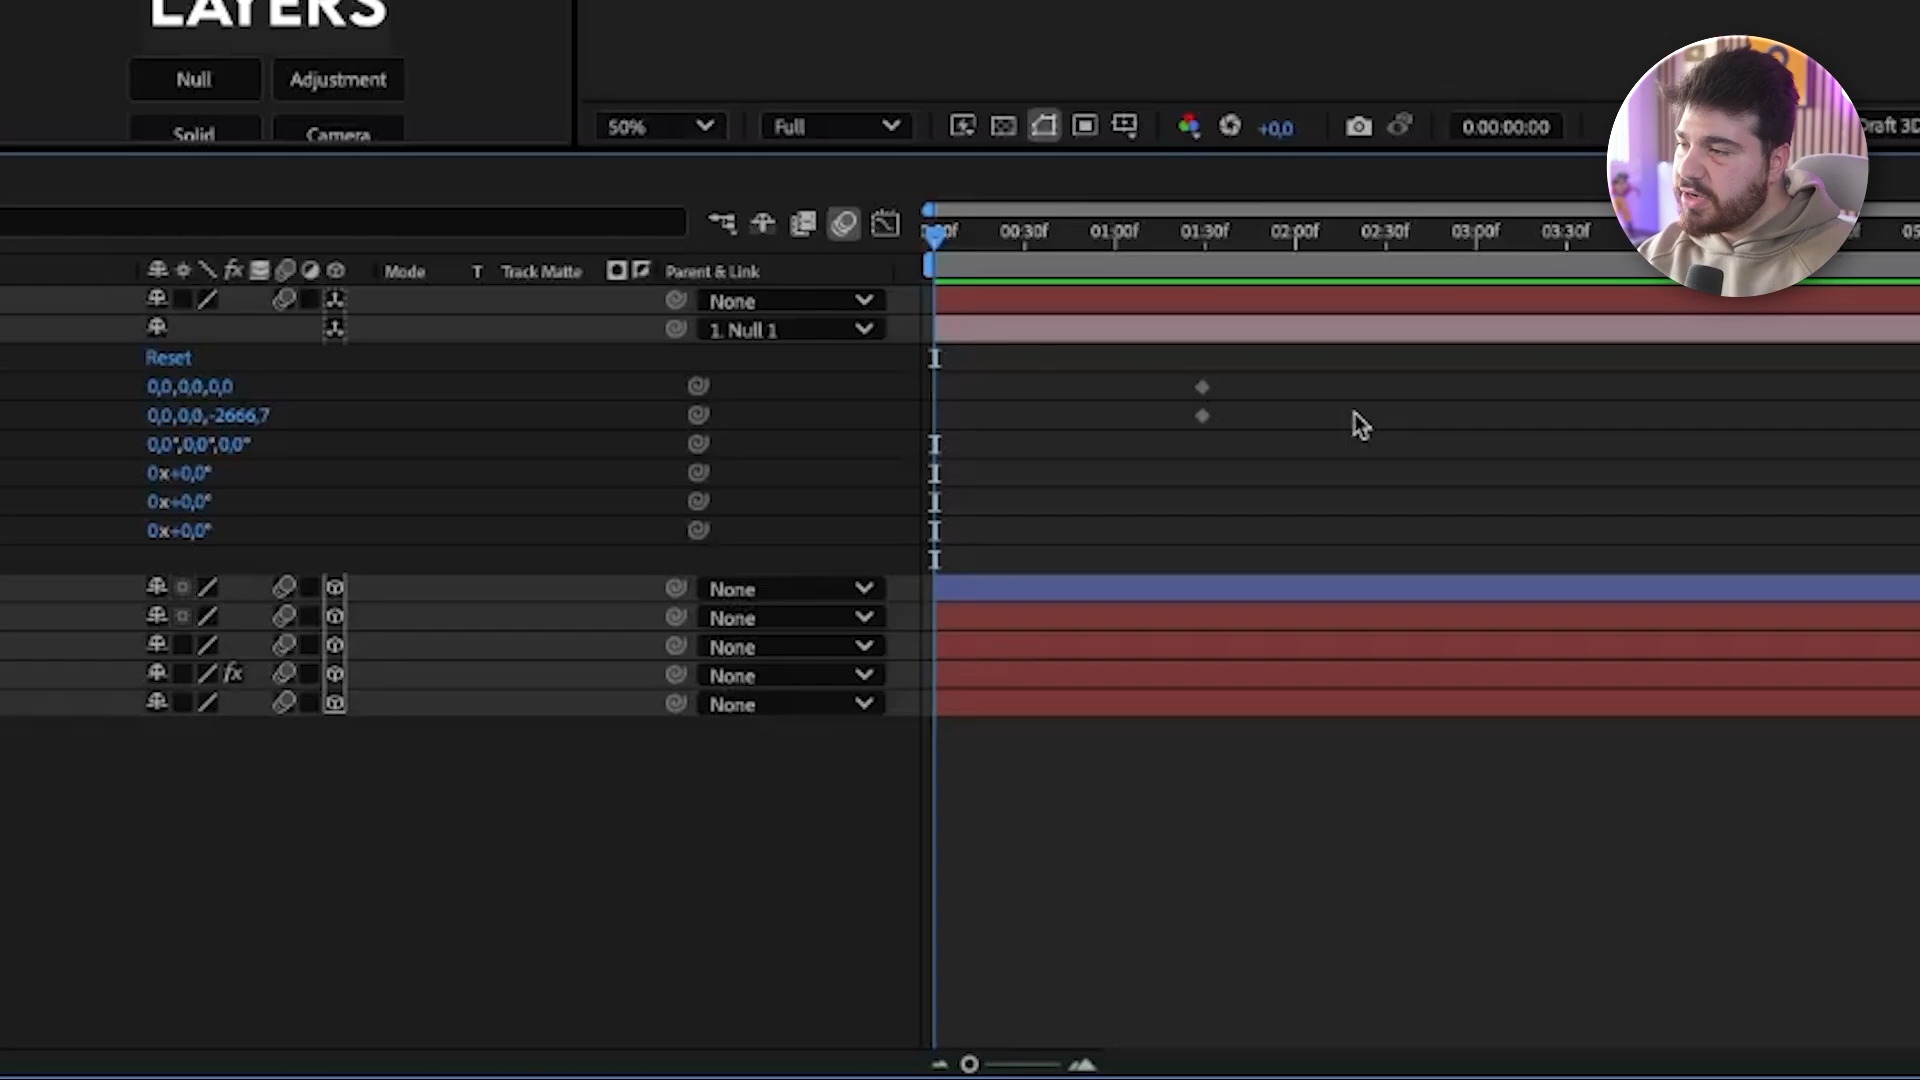 LAYERS
Null Adjustment
Solid Camera
50% Full +0,0 0:00:00:00 Draft 3D
00:30f 01:00f 01:30f 02:00f 02:30f 03:00f 03:30f
fx Mode T Track Matte Parent & Link
None
1. Null 1
Reset
0,0,0,0,0,0
0,0,0,0,-2666,7
0,0°,0,0°,0,0°
0x+0,0°
0x+0,0°
0x+0,0°
None
None
None
fx None
None